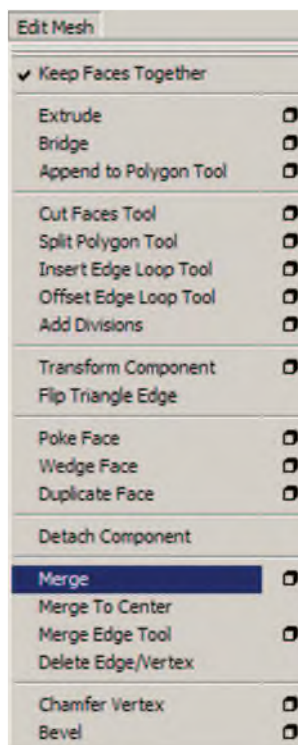 Edit Mesh
Keep Faces Together
Extrude
Bridge
Append to Polygon Tool
Cut Faces Tool
Split Polygon Tool
Insert Edge Loop Tool
Offset Edge Loop Tool
Add Divisions
Transform Component
Flip Triangle Edge
Poke Face
Wedge Face
Duplicate Face
Detach Component
Merge
Merge To Center
Merge Edge Tool
Delete Edge/Vertex
Chamfer Vertex
Bevel